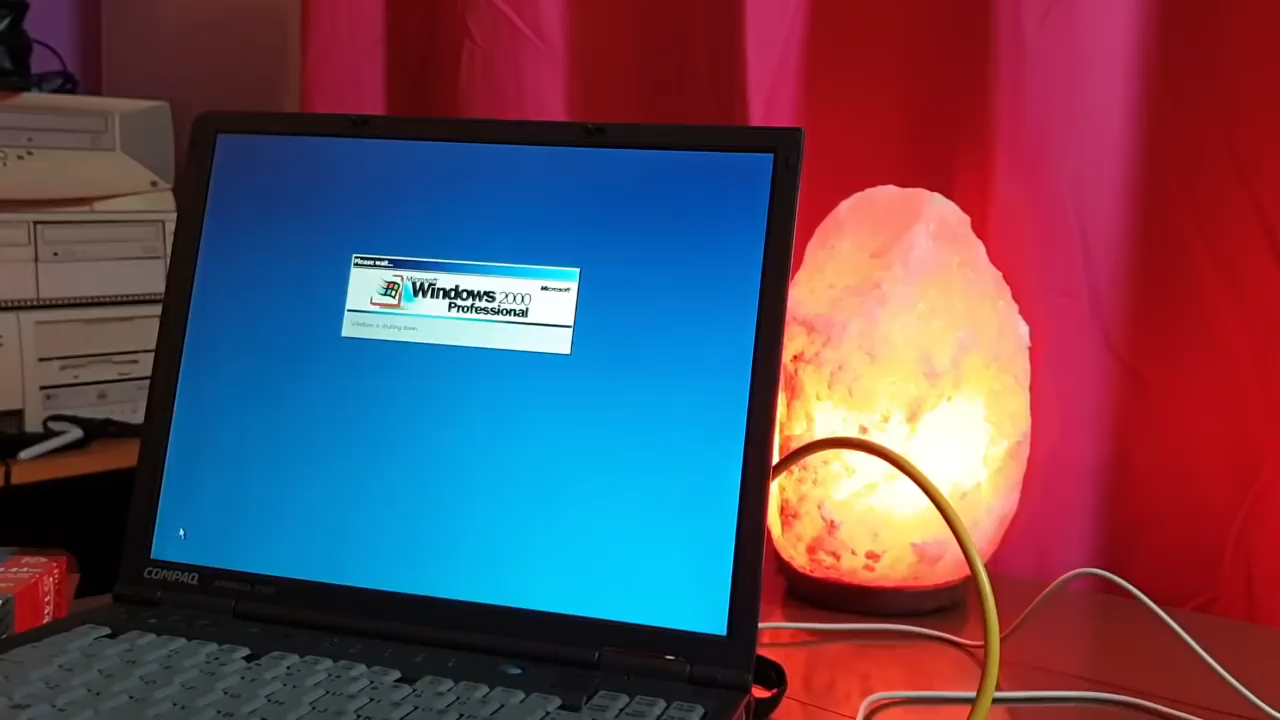 Please wait...
Microsoft
Windows 2000
Professional
Microsoft
Windows is shutting down.
COMPAQ